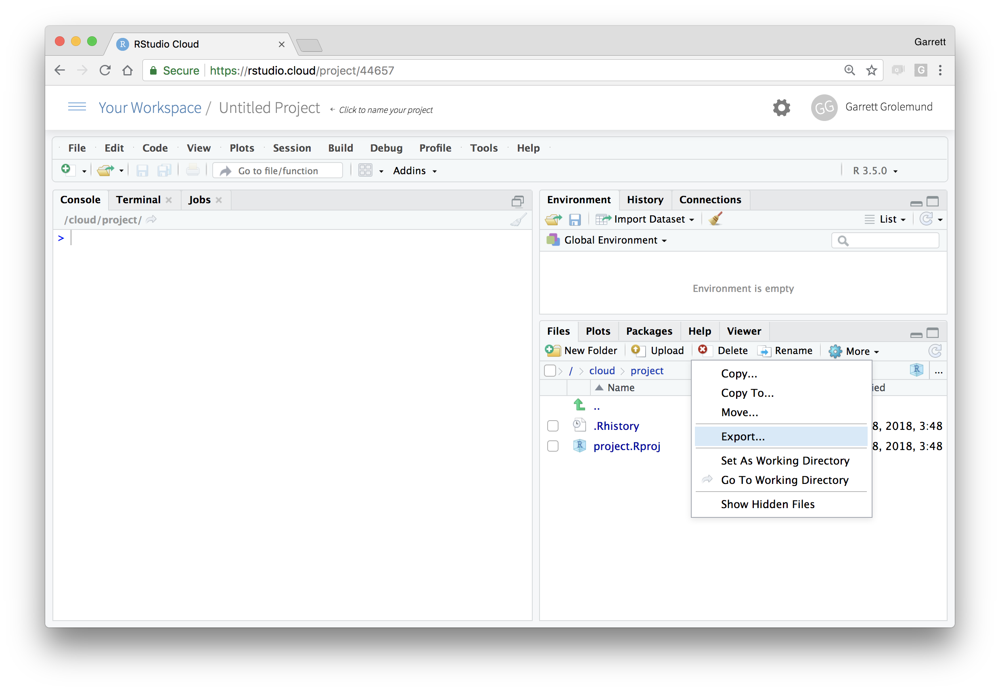 R RStudio Cloud
Garrett
Secure https://rstudio.cloud/project/44657
a G
Your Workspace / Untitled Project Click to name your project
GG Garrett Grolemund
File Edit Code View Plots Session Build Debug Profile Tools Help
Go to file/function Addins R 3.5.0
Console Terminal Jobs
/cloud/project/
>
Environment History Connections
Import Dataset List
Global Environment
Environment is empty
Files Plots Packages Help Viewer
New Folder Upload Delete Rename More
/ cloud project R ...
Name ied
..
.Rhistory 8, 2018, 3:48
R project.Rproj 8, 2018, 3:48
Copy...
Copy To...
Move...
Export...
Set As Working Directory
Go To Working Directory
Show Hidden Files